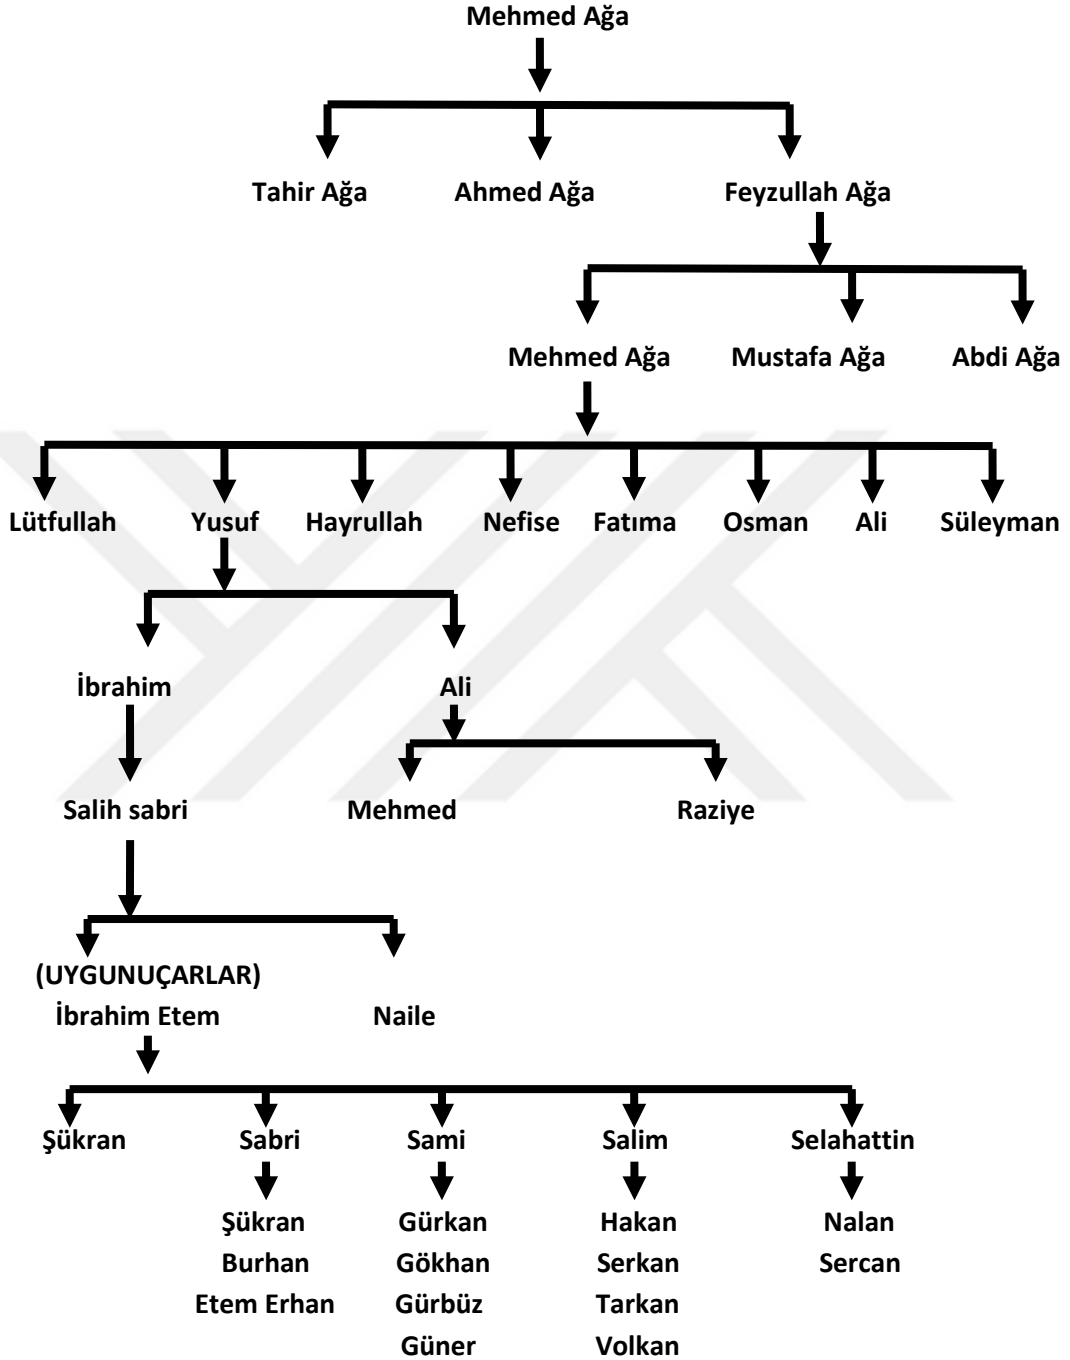 Mehmed Ağa
Tahir Ağa Ahmed Ağa Feyzullah Ağa
Mehmed Ağa Mustafa Ağa Abdi Ağa
Lütfullah Yusuf Hayrullah Nefise Fatıma Osman Ali Süleyman
İbrahim Ali
Salih sabri Mehmed Raziye
(UYGUNUÇARLAR)
İbrahim Etem Naile
Şükran Sabri Sami Salim Selahattin
Şükran Gürkan Hakan Nalan
Burhan Gökhan Serkan Sercan
Etem Erhan Gürbüz Tarkan
Güner Volkan